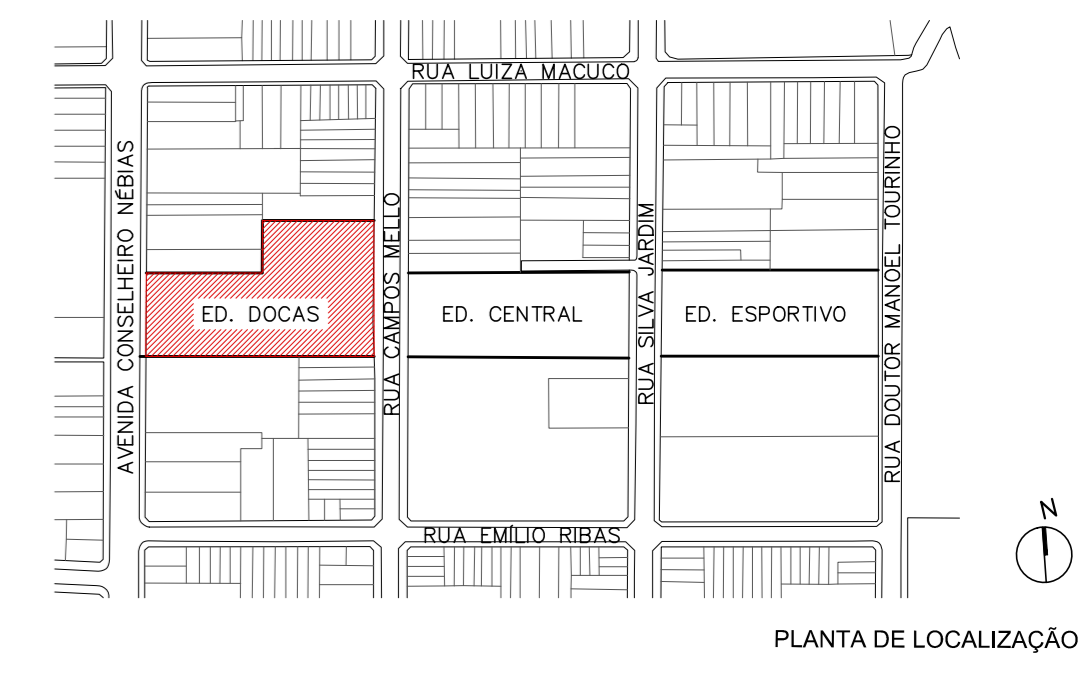 RUA LUIZA MACUCO
AVENIDA CONSELHEIRO NÉBIAS
ED. DOCAS
RUA CAMPOS MELLO
ED. CENTRAL
RUA SILVA JARDIM
ED. ESPORTIVO
RUA DOUTOR MANOEL TOURINHO
RUA EMÍLIO RIBAS
N
PLANTA DE LOCALIZAÇÃO